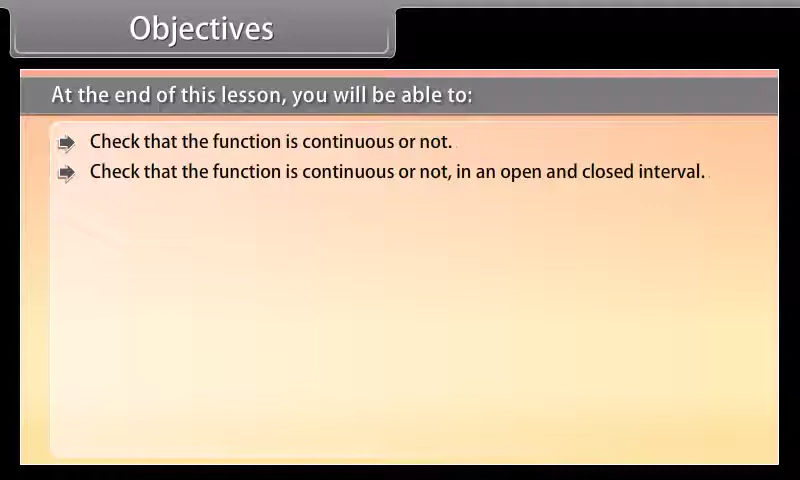 Objectives
At the end of this lesson, you will be able to:
Check that the function is continuous or not.
Check that the function is continuous or not, in an open and closed interval.